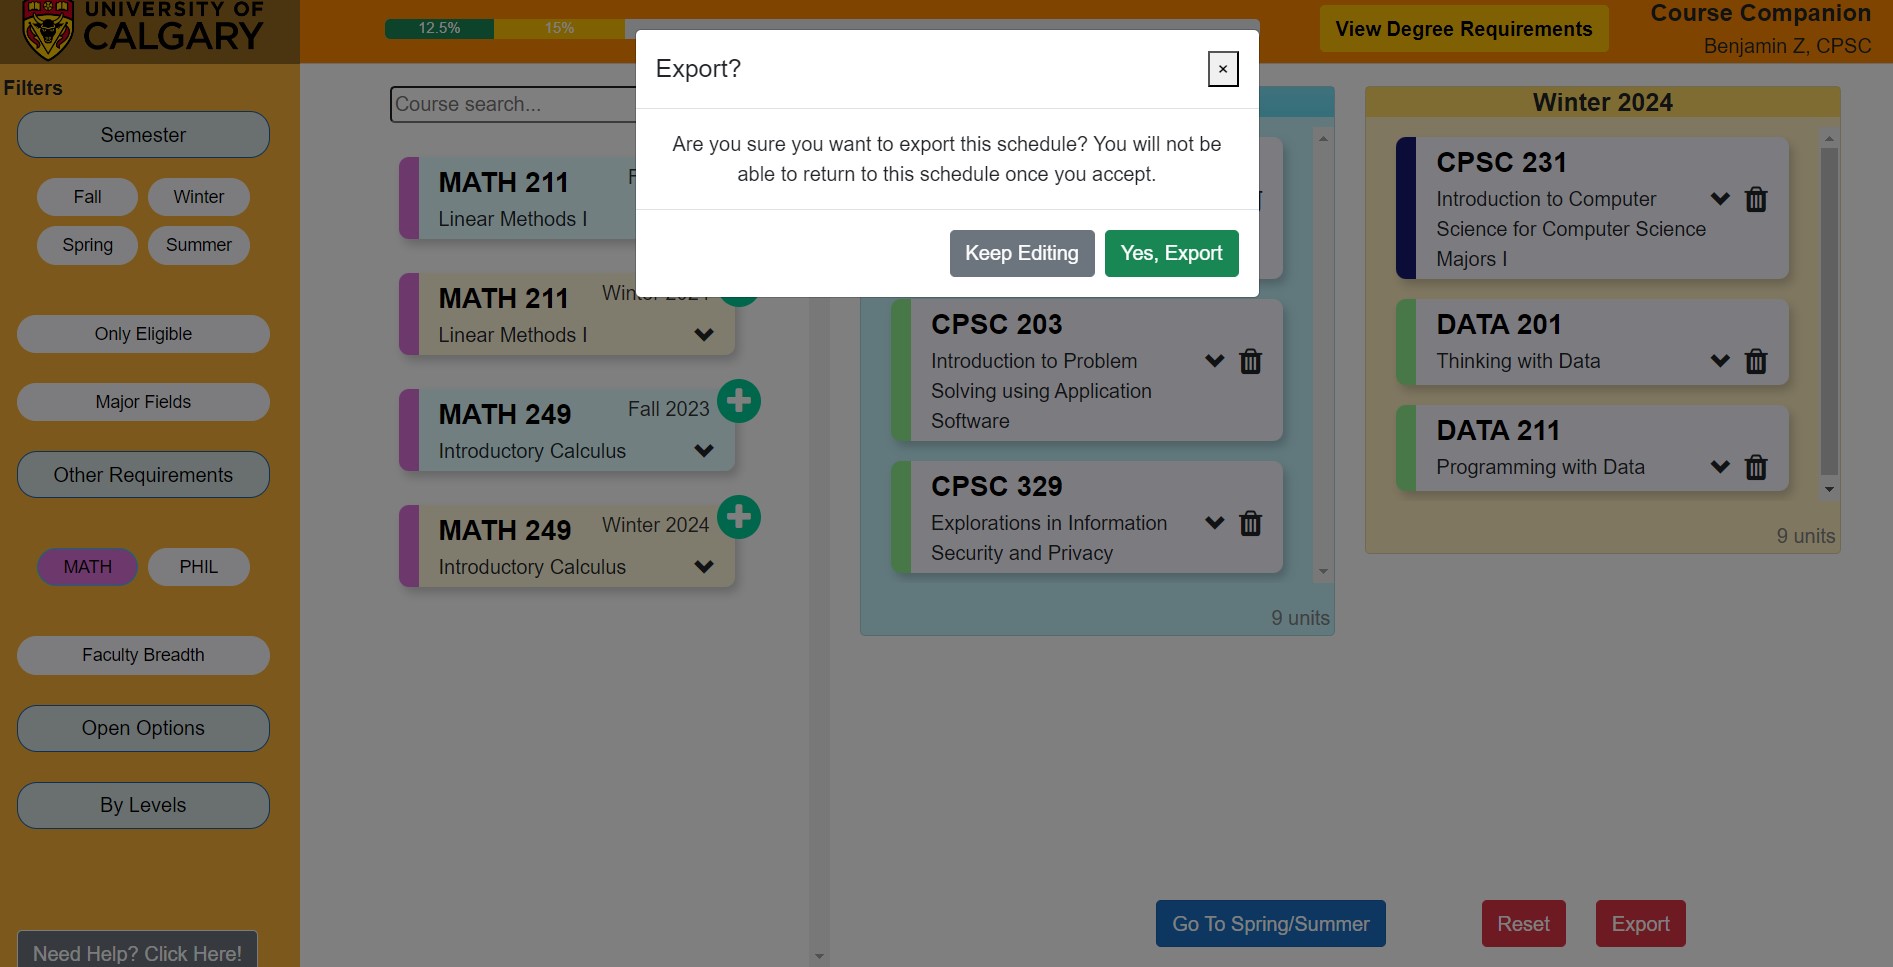 UNIVERSITY OF
CALGARY
12.5%
15%
View Degree Requirements
Course Companion
Benjamin Z, CPSC
Filters
Semester
Fall
Winter
Spring
Summer
Only Eligible
Major Fields
Other Requirements
MATH
PHIL
Faculty Breadth
Open Options
By Levels
Need Help? Click Here!
Course search...
MATH 211
Linear Methods I
MATH 211
Winter 2024
Linear Methods I
MATH 249
Fall 2023
Introductory Calculus
MATH 249
Winter 2024
Introductory Calculus
Export?
×
Are you sure you want to export this schedule? You will not be
able to return to this schedule once you accept.
Keep Editing
Yes, Export
CPSC 203
Introduction to Problem
Solving using Application
Software
CPSC 329
Explorations in Information
Security and Privacy
9 units
Winter 2024
CPSC 231
Introduction to Computer
Science for Computer Science
Majors I
DATA 201
Thinking with Data
DATA 211
Programming with Data
9 units
Go To Spring/Summer
Reset
Export